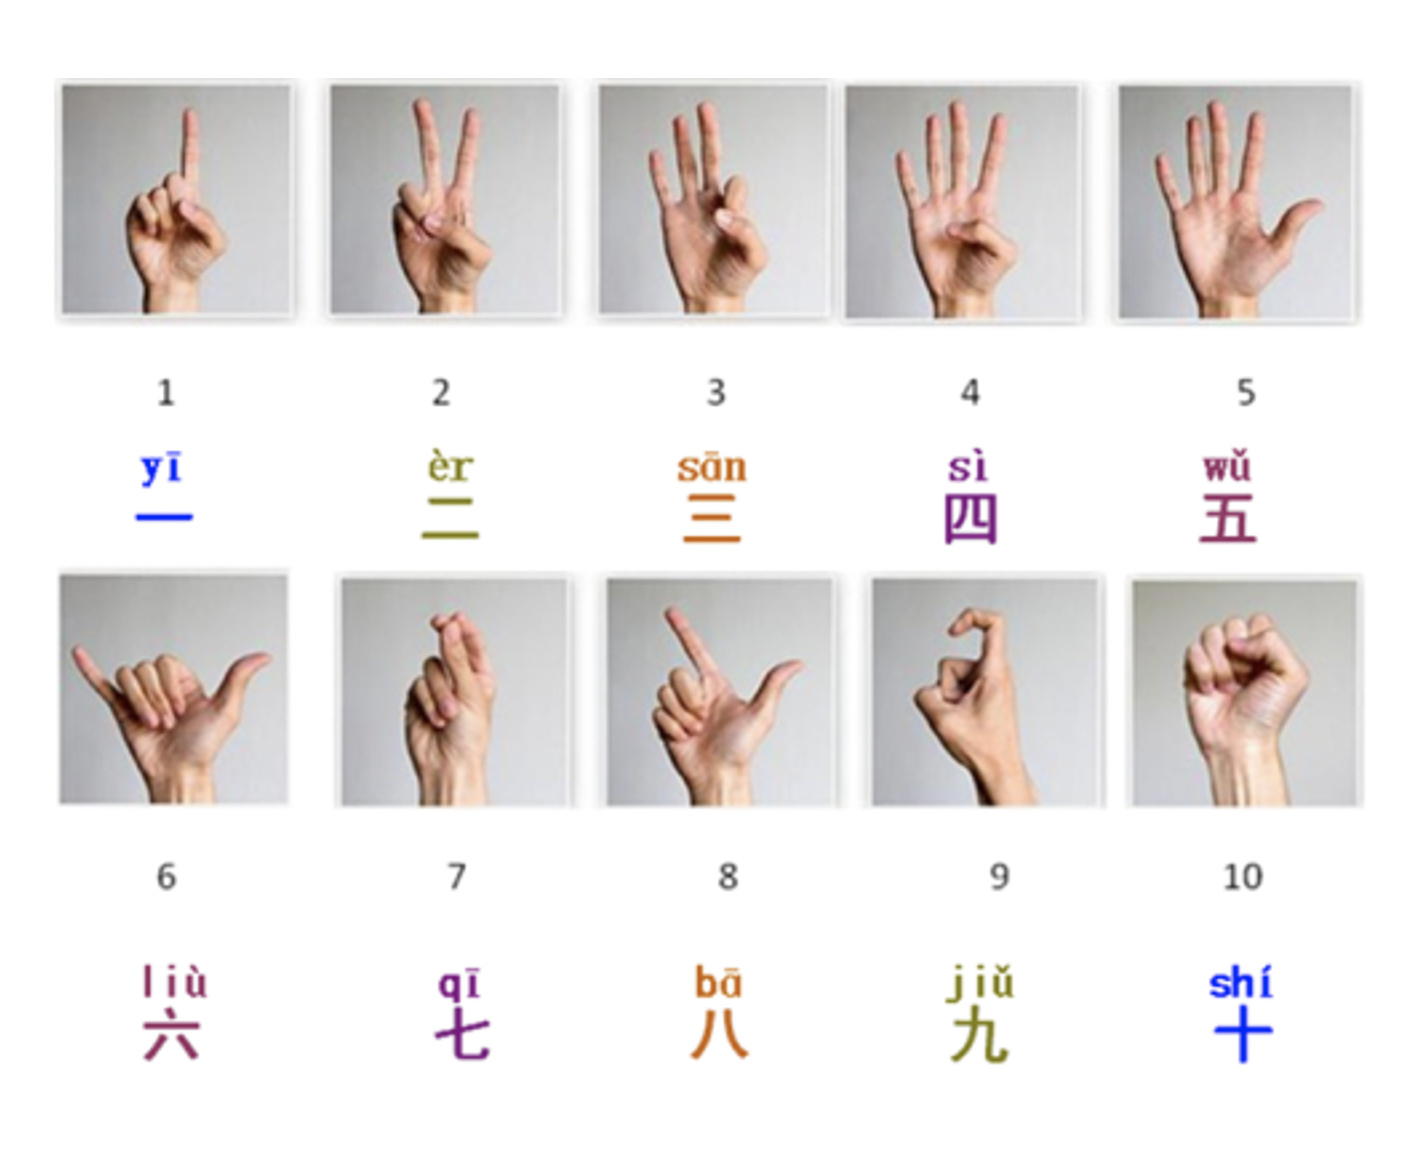 1 2 3 4 5
yī èr sān sì wǔ
一 二 三 四 五
6 7 8 9 10
liù qī bā jiǔ shí
六 七 八 九 十